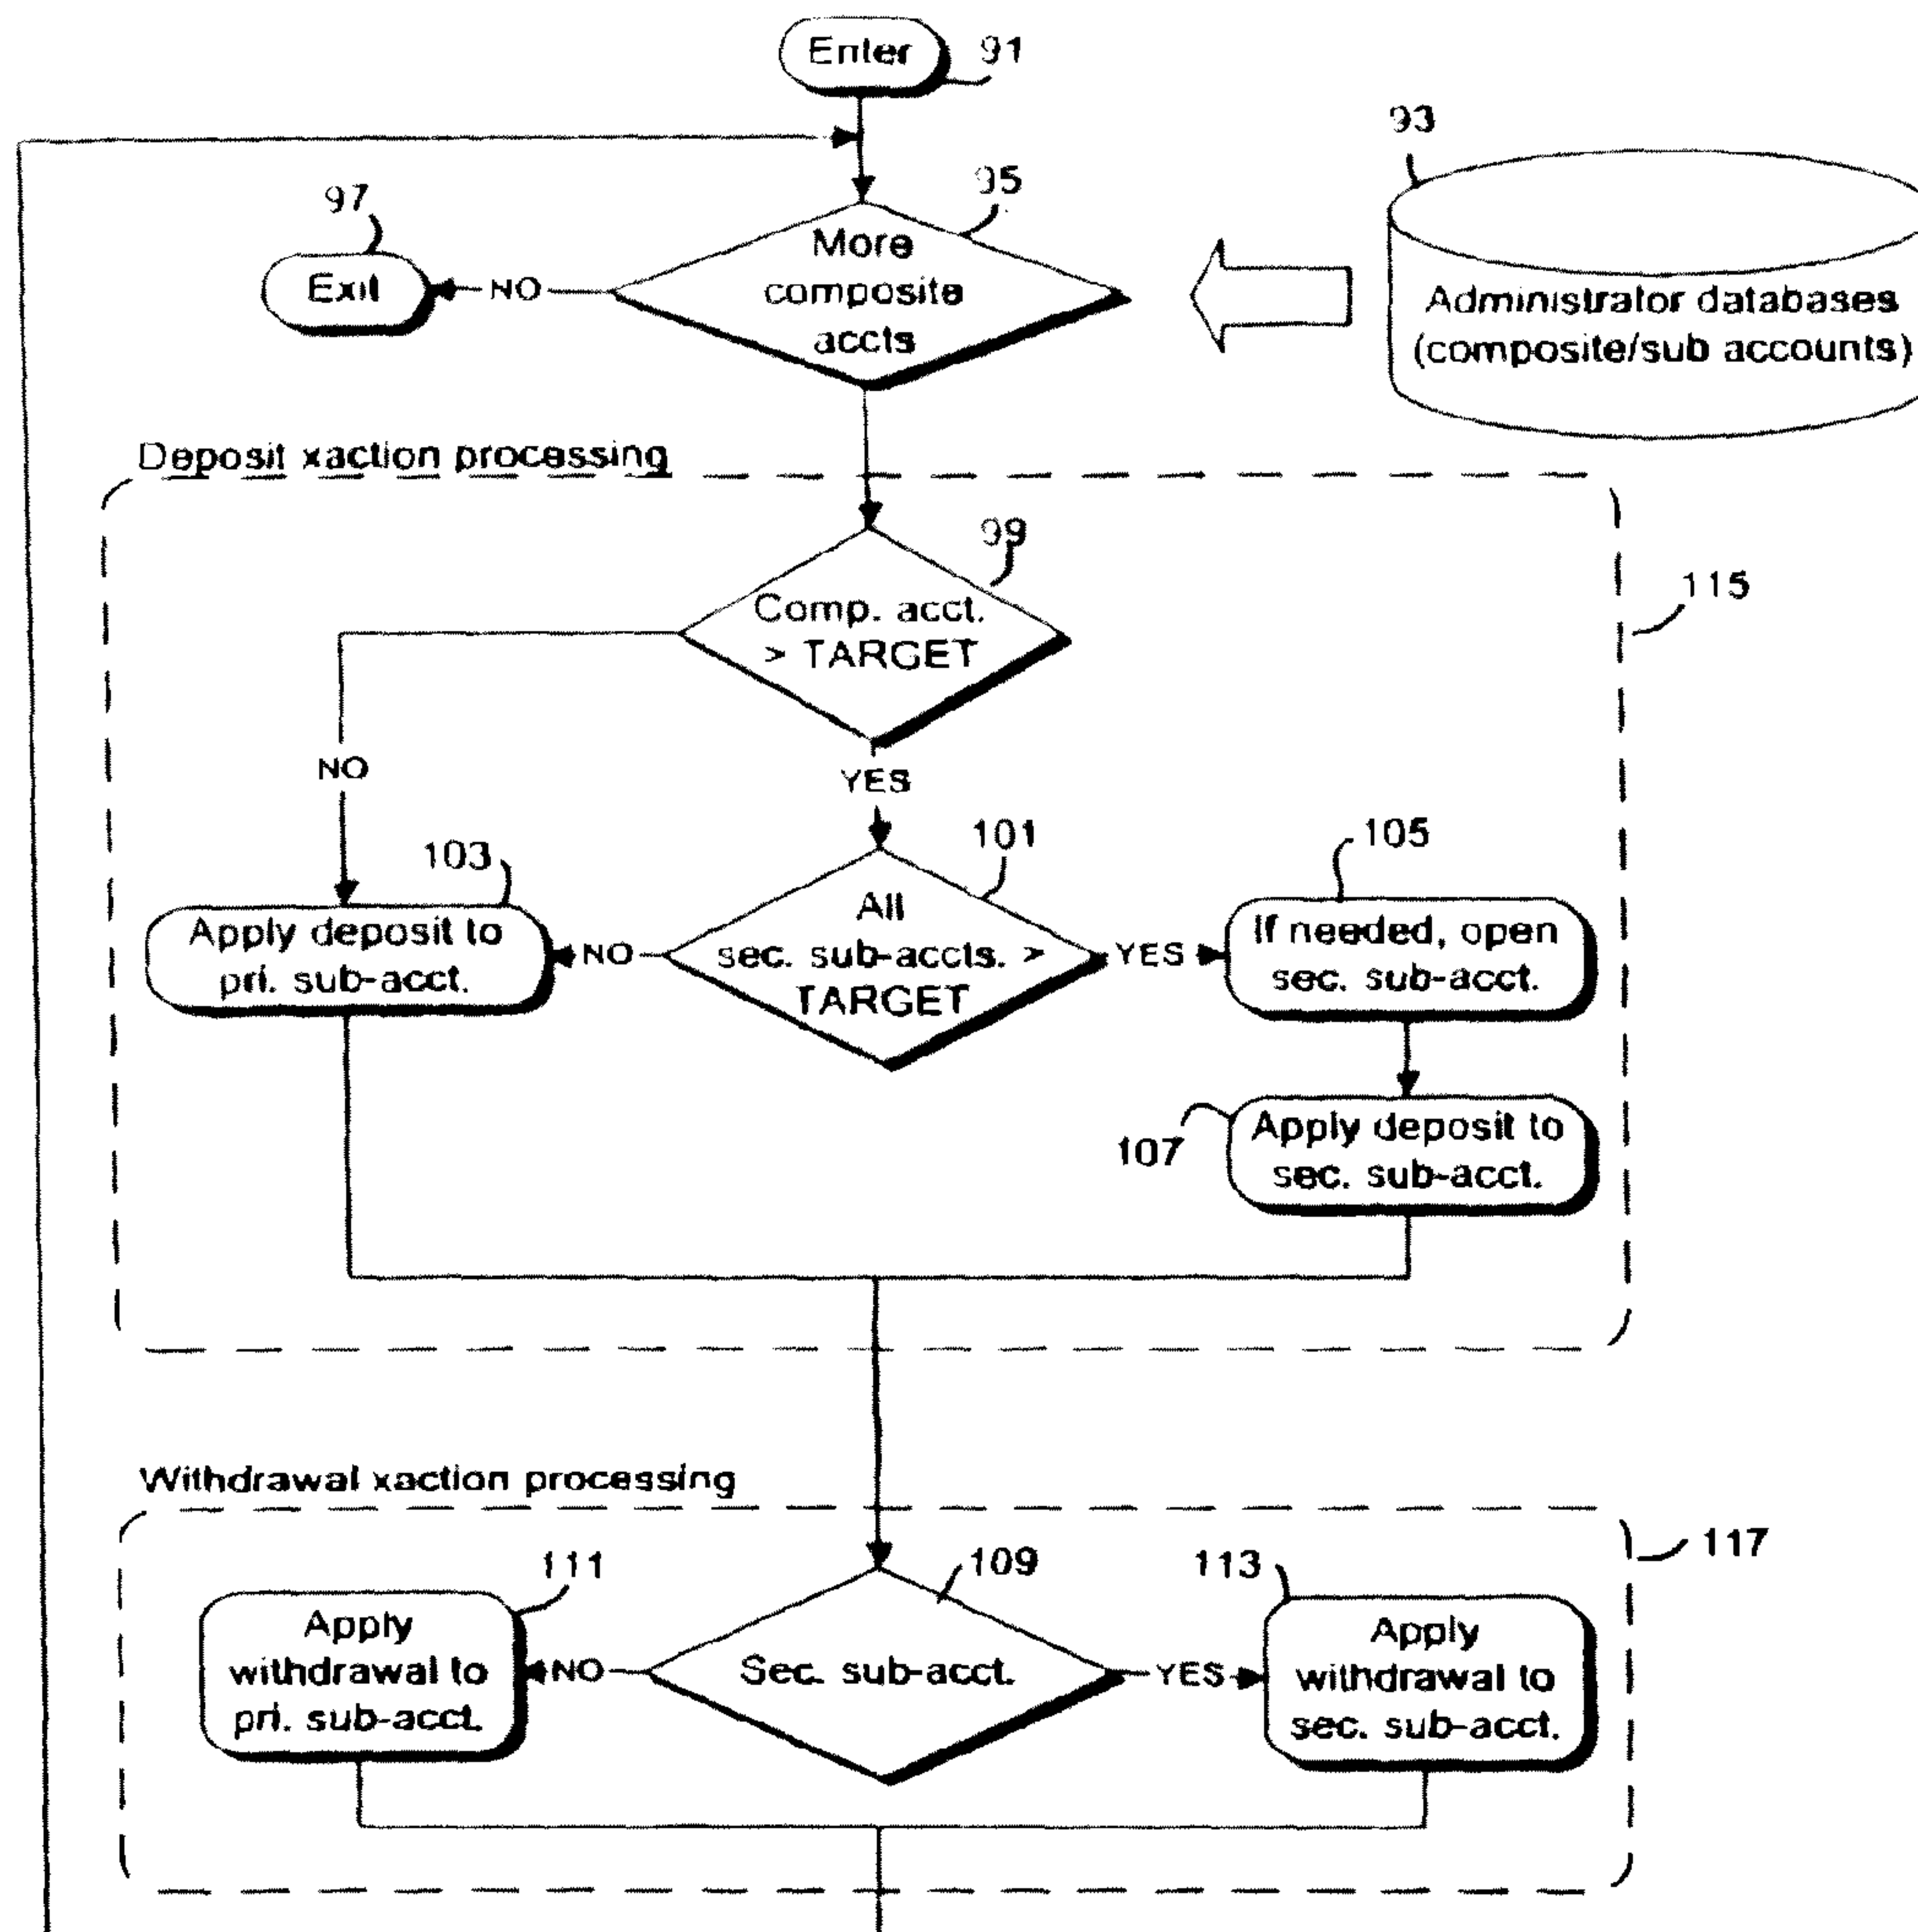 Enter
91
93
95
97
More
composite
accts
Exit
NO
Administrator databases
(composite/sub accounts)
Deposit xaction processing
99
115
Comp. acct.
> TARGET
NO
YES
101
103
105
All
sec. sub-accts. >
TARGET
Apply deposit to
pri. sub-acct.
NO
YES
If needed, open
sec. sub-acct.
107
Apply deposit to
sec. sub-acct.
Withdrawal xaction processing
117
111
109
113
Apply
withdrawal to
pri. sub-acct.
NO
Sec. sub-acct.
YES
Apply
withdrawal to
sec. sub-acct.